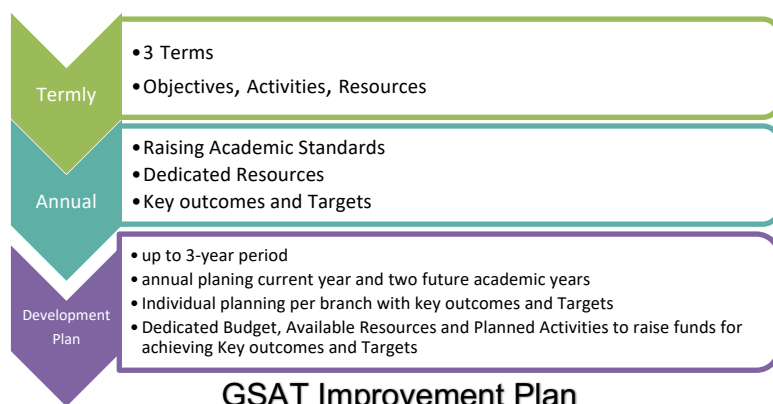 Termly
•3 Terms
•Objectives, Activities, Resources
Annual
•Raising Academic Standards
•Dedicated Resources
•Key outcomes and Targets
Development
Plan
•up to 3-year period
•annual planing current year and two future academic years
•Individual planning per branch with key outcomes and Targets
•Dedicated Budget, Available Resources and Planned Activities to raise funds for
achieving Key outcomes and Targets
GSAT Improvement Plan